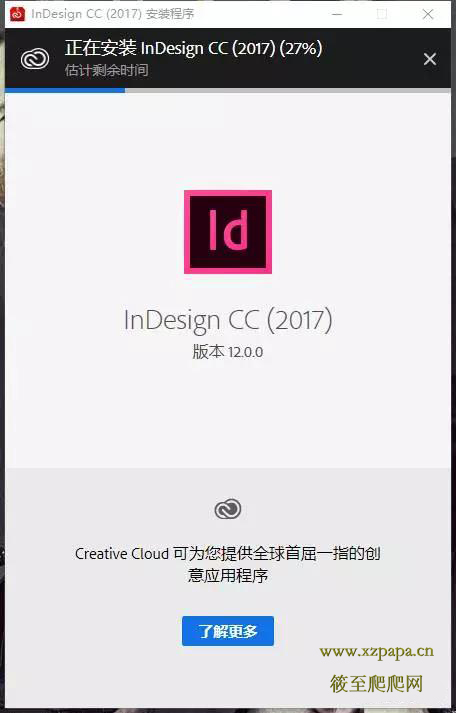 InDesign CC (2017) 安装程序
正在安装 InDesign CC (2017) (27%)
估计剩余时间
Id
InDesign CC (2017)
版本 12.0.0
Creative Cloud 可为您提供全球首屈一指的创
意应用程序
了解更多
www.xzpapa.cn
筱至爬爬网